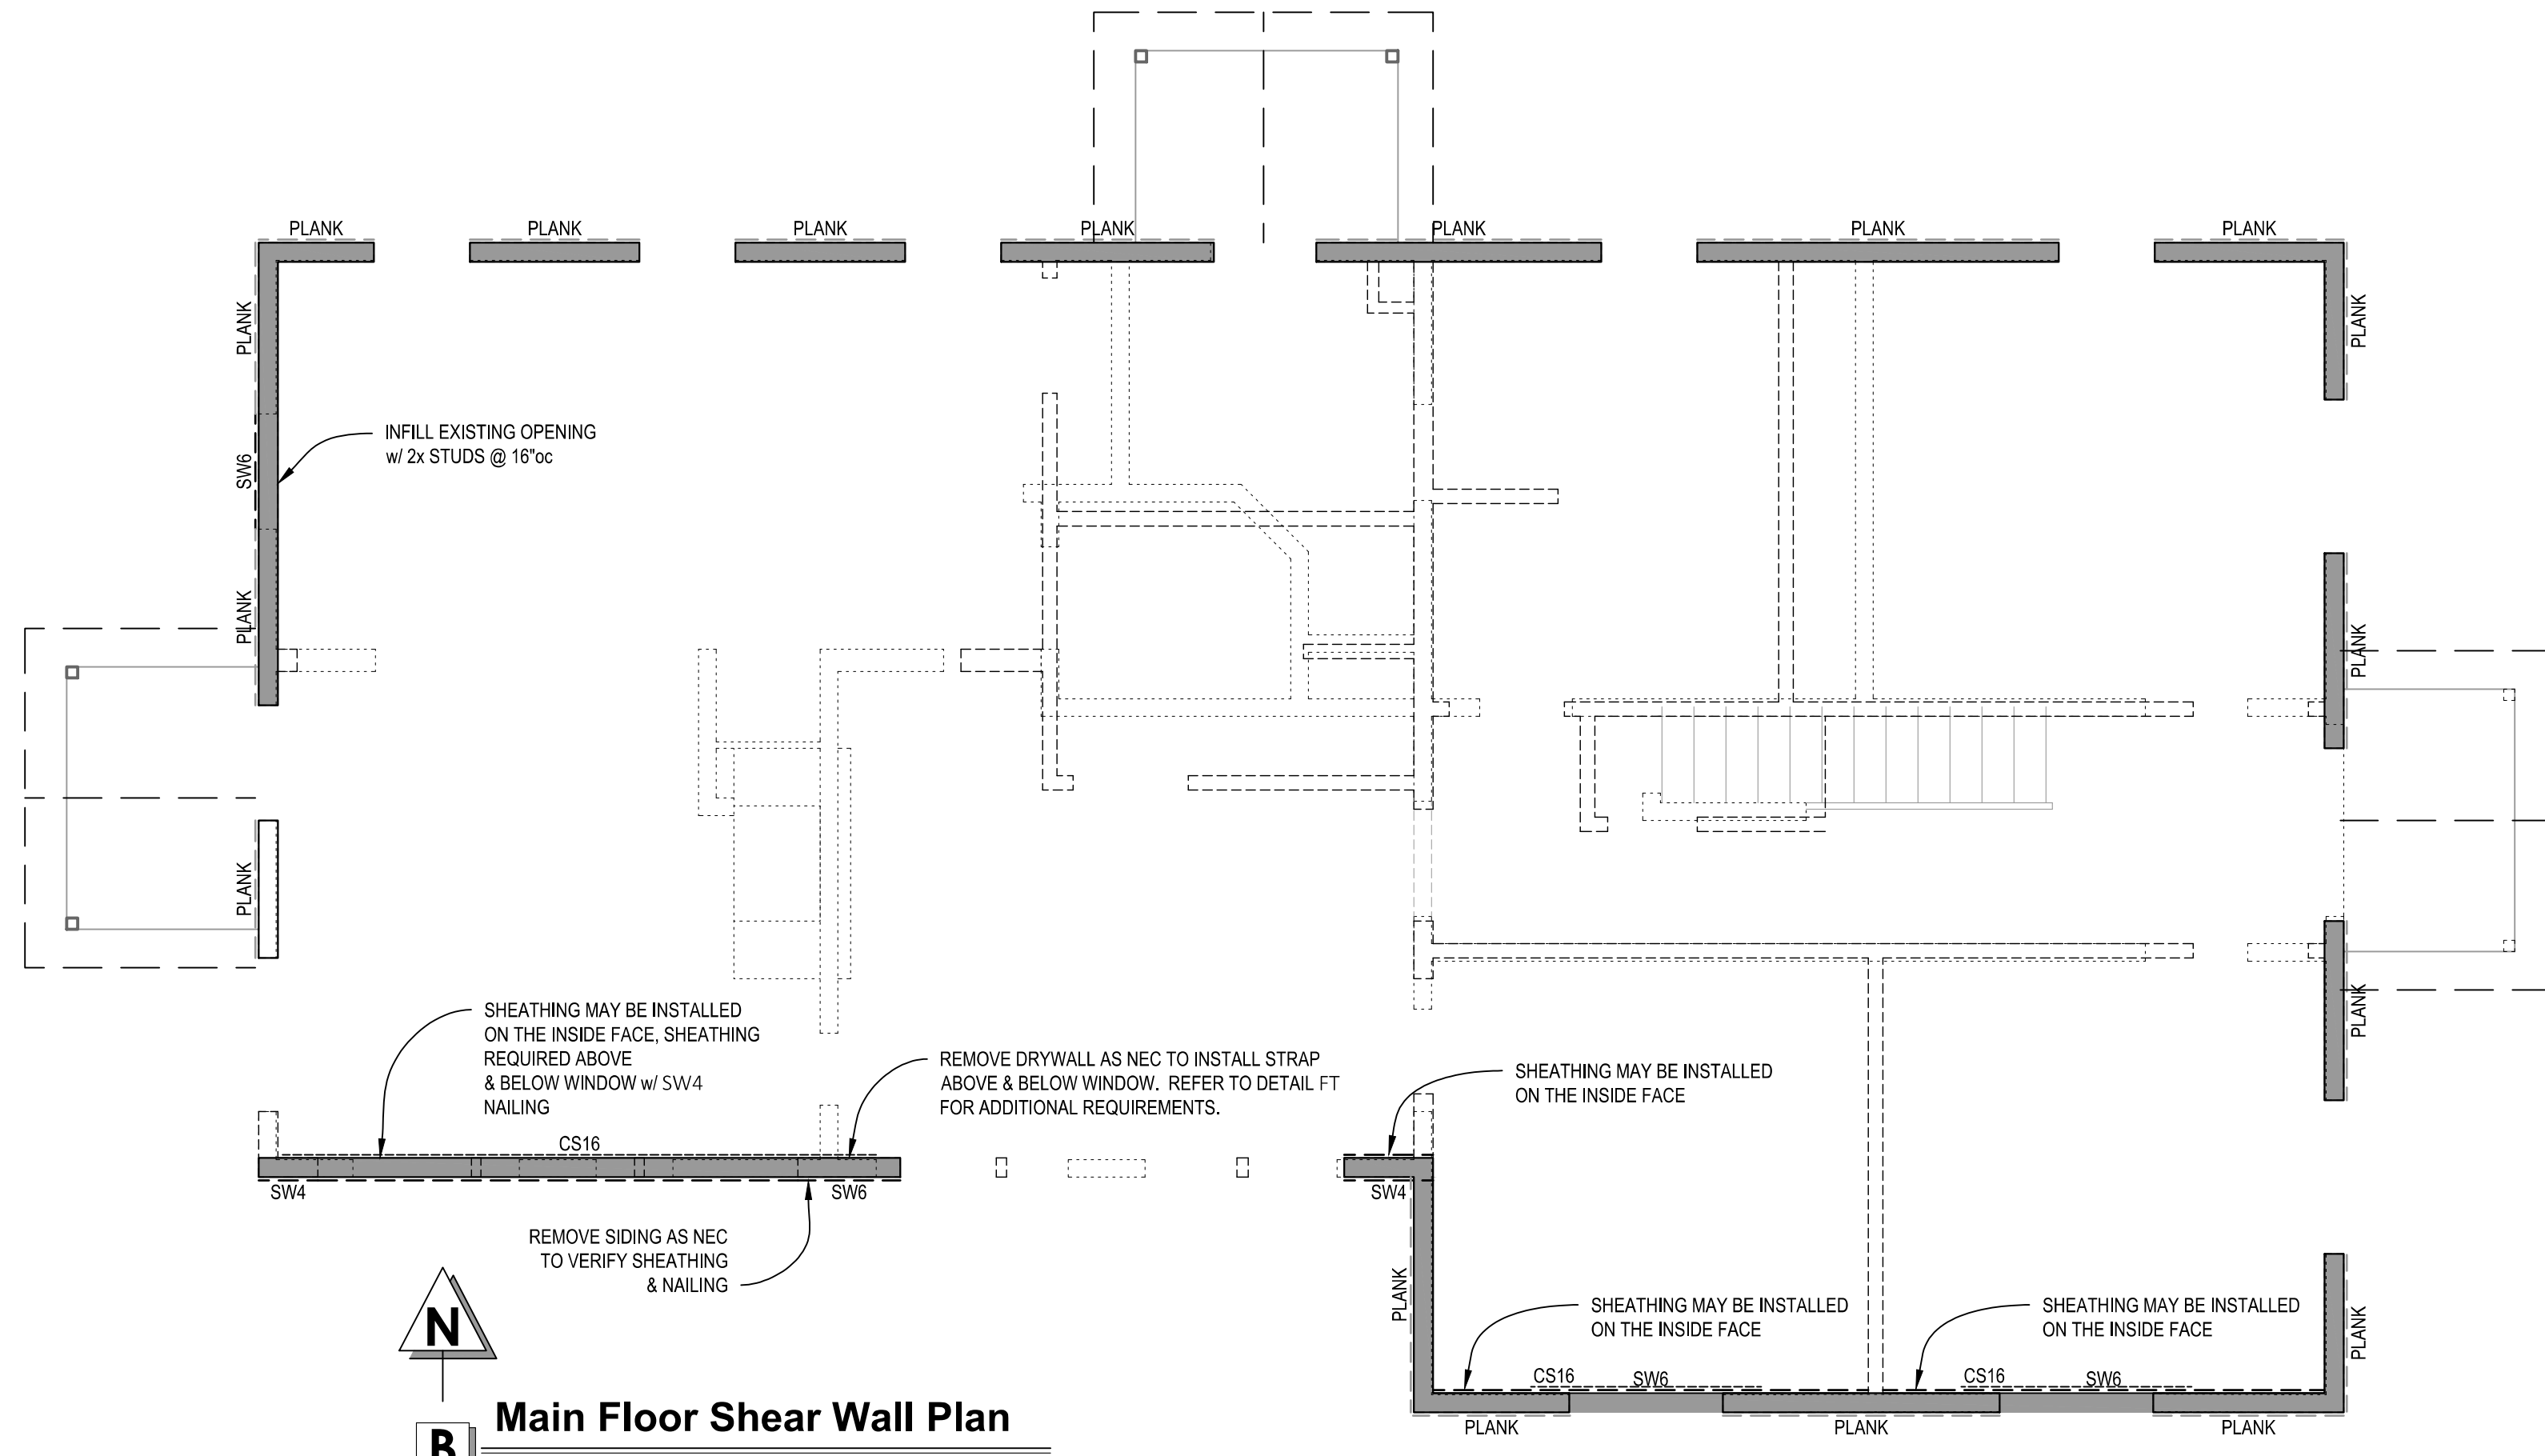 PLANK
PLANK
PLANK
PLANK
PLANK
PLANK
PLANK
PLANK
PLANK
INFILL EXISTING OPENING
w/ 2x STUDS @ 16"oc
SW6
PLANK
PLANK
PLANK
PLANK
SHEATHING MAY BE INSTALLED
ON THE INSIDE FACE, SHEATHING
REQUIRED ABOVE
& BELOW WINDOW w/ SW4
NAILING
REMOVE DRYWALL AS NEC TO INSTALL STRAP
ABOVE & BELOW WINDOW. REFER TO DETAIL FT
FOR ADDITIONAL REQUIREMENTS.
SHEATHING MAY BE INSTALLED
ON THE INSIDE FACE
CS16
SW4
SW6
SW4
REMOVE SIDING AS NEC
TO VERIFY SHEATHING
& NAILING
PLANK
SHEATHING MAY BE INSTALLED
ON THE INSIDE FACE
SHEATHING MAY BE INSTALLED
ON THE INSIDE FACE
PLANK
N
CS16
SW6
CS16
SW6
PLANK
PLANK
PLANK
Main Floor Shear Wall Plan
B